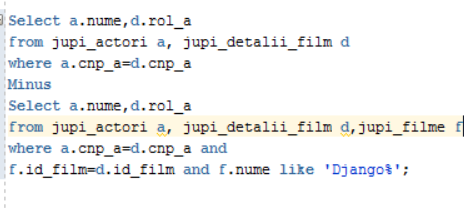 Select a.nume,d.rol_a
from jupi_actori a, jupi_detalii_film d
where a.cnp_a=d.cnp_a
Minus
Select a.nume,d.rol_a
from jupi_actori a, jupi_detalii_film d,jupi_filme f
where a.cnp_a=d.cnp_a and
f.id_film=d.id_film and f.nume like 'Django%';